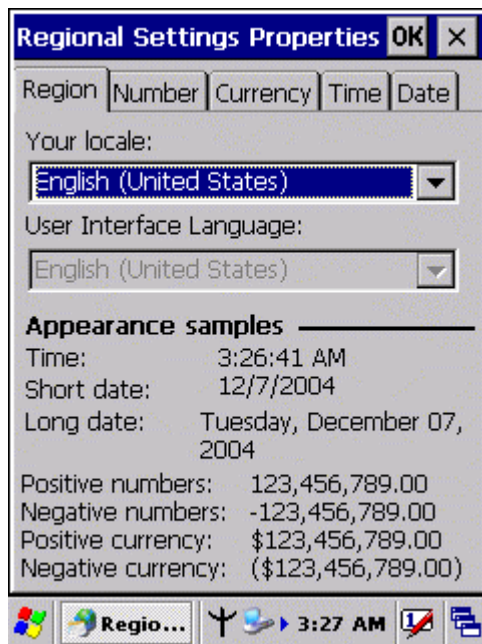 Regional Settings Properties OK ×
Region Number Currency Time Date
Your locale:
English (United States)
User Interface Language:
English (United States)
Appearance samples
Time: 3:26:41 AM
Short date: 12/7/2004
Long date: Tuesday, December 07,
2004
Positive numbers: 123,456,789.00
Negative numbers: -123,456,789.00
Positive currency: $123,456,789.00
Negative currency: ($123,456,789.00)
Regio... 3:27 AM